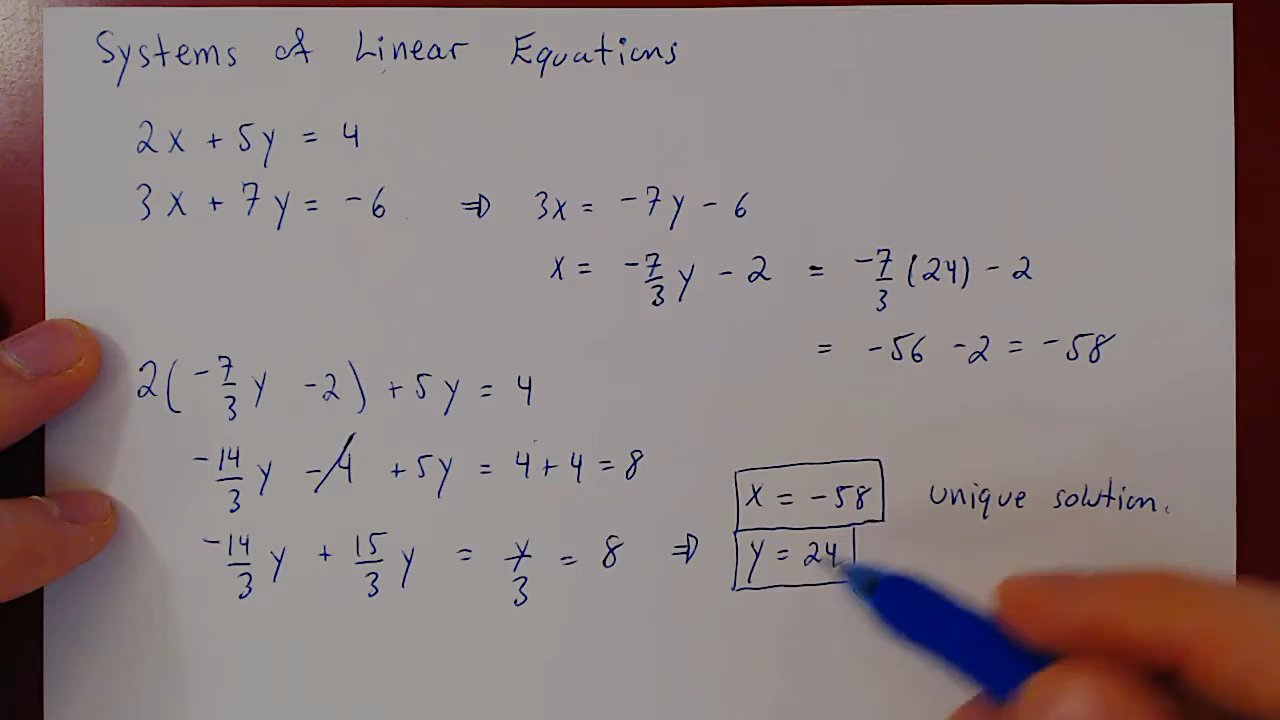 Systems of Linear Equations
2x + 5y = 4
3x + 7y = -6 ⇒ 3x = -7y - 6
x = -7/3 y - 2 = -7/3 (24) - 2
= -56 - 2 = -58
2(-7/3 y - 2) + 5y = 4
-14/3 y - 4 + 5y = 4 + 4 = 8
x = -58 unique solution.
-14/3 y + 15/3 y = y/3 = 8 ⇒ y = 24